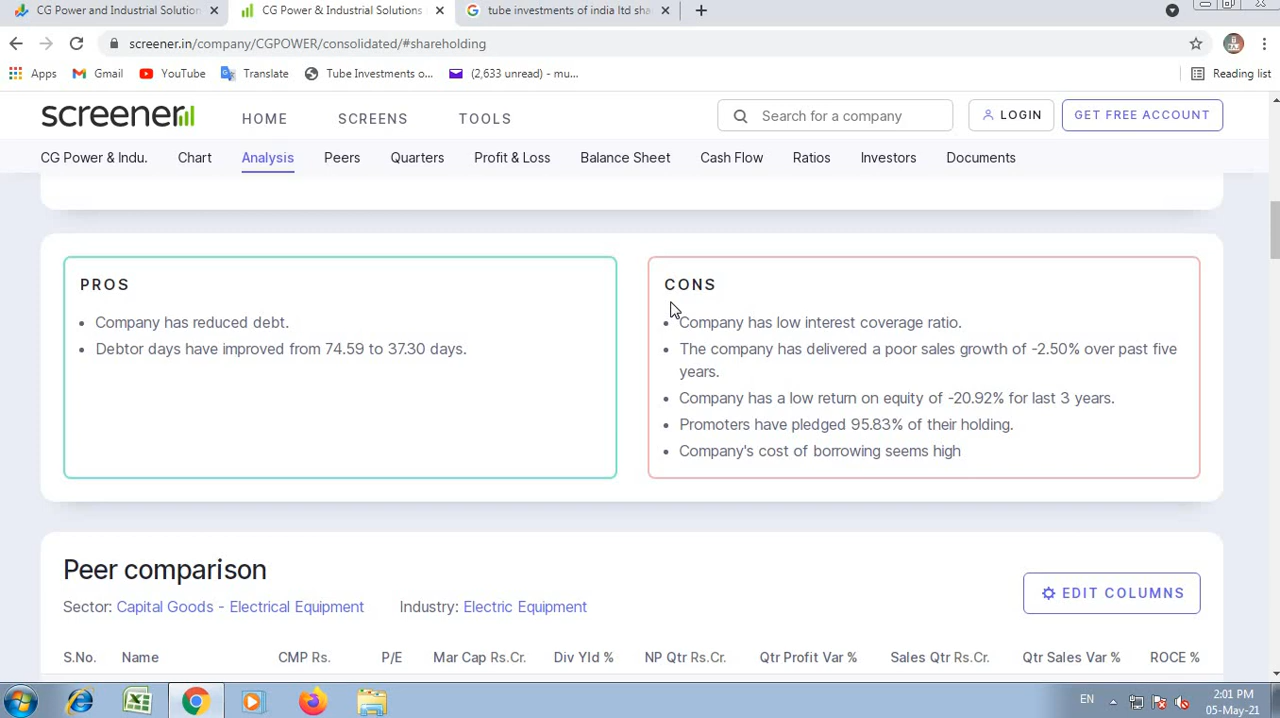 CG Power and Industrial Solution
CG Power & Industrial Solutions
tube investments of india ltd sha
screener.in/company/CGPOWER/consolidated/#shareholding
Apps
Gmail
YouTube
Translate
Tube Investments o...
(2,633 unread) - mu...
Reading list
screener
HOME
SCREENS
TOOLS
Search for a company
LOGIN
GET FREE ACCOUNT
CG Power & Indu.
Chart
Analysis
Peers
Quarters
Profit & Loss
Balance Sheet
Cash Flow
Ratios
Investors
Documents
PROS
• Company has reduced debt.
• Debtor days have improved from 74.59 to 37.30 days.
CONS
• Company has low interest coverage ratio.
• The company has delivered a poor sales growth of -2.50% over past five
years.
• Company has a low return on equity of -20.92% for last 3 years.
• Promoters have pledged 95.83% of their holding.
• Company's cost of borrowing seems high
Peer comparison
Sector: Capital Goods - Electrical Equipment Industry: Electric Equipment
EDIT COLUMNS
S.No. Name CMP Rs. P/E Mar Cap Rs.Cr. Div Yld % NP Qtr Rs.Cr. Qtr Profit Var % Sales Qtr Rs.Cr. Qtr Sales Var % ROCE %
EN
2:01 PM
05-May-21